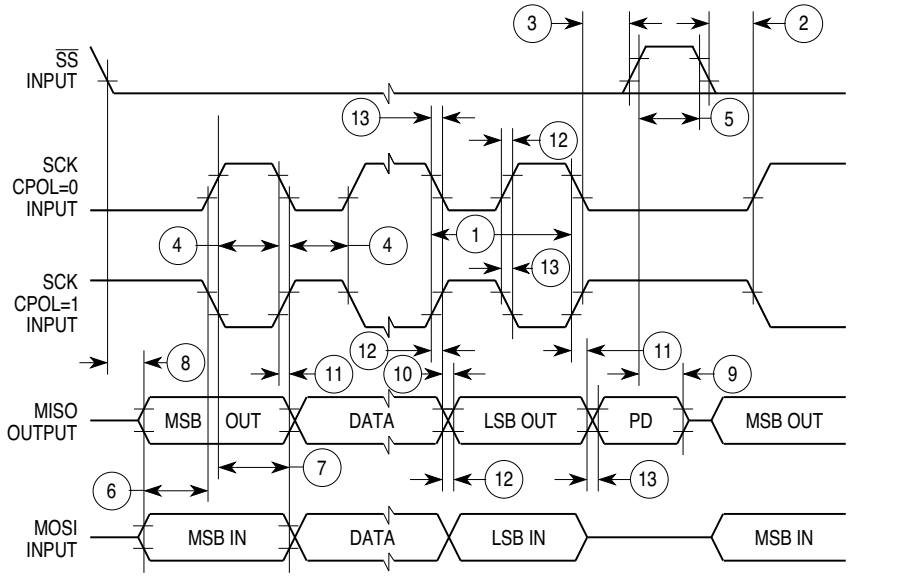 3
2
SS
INPUT
5
13
12
SCK
CPOL=0
INPUT
4
4
1
13
SCK
CPOL=1
INPUT
8
11
12
10
11
9
MISO
OUTPUT
MSB OUT
DATA
LSB OUT
PD
MSB OUT
6
7
12
13
MOSI
INPUT
MSB IN
DATA
LSB IN
MSB IN